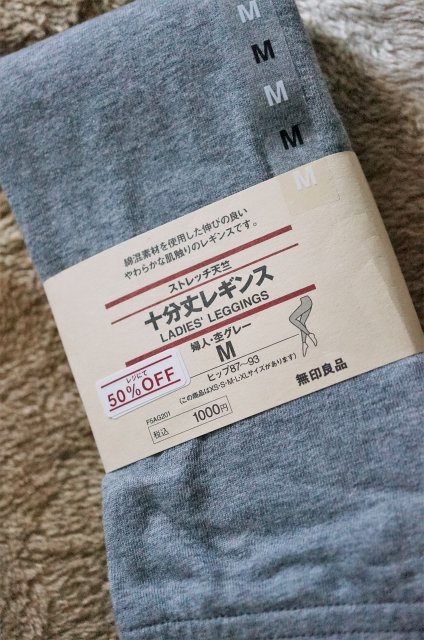 M
M
M
M
M
綿混素材を使用した伸びの良い
やわらかな肌触りのレギンスです。
ストレッチ天竺
十分丈レギンス
LADIES' LEGGINGS
婦人・杢グレー
M
ヒップ87〜93
(この商品はXS・S・M・L・XLサイズがあります)
レジにて
50%OFF
F5AG201
税込
1000円
無印良品